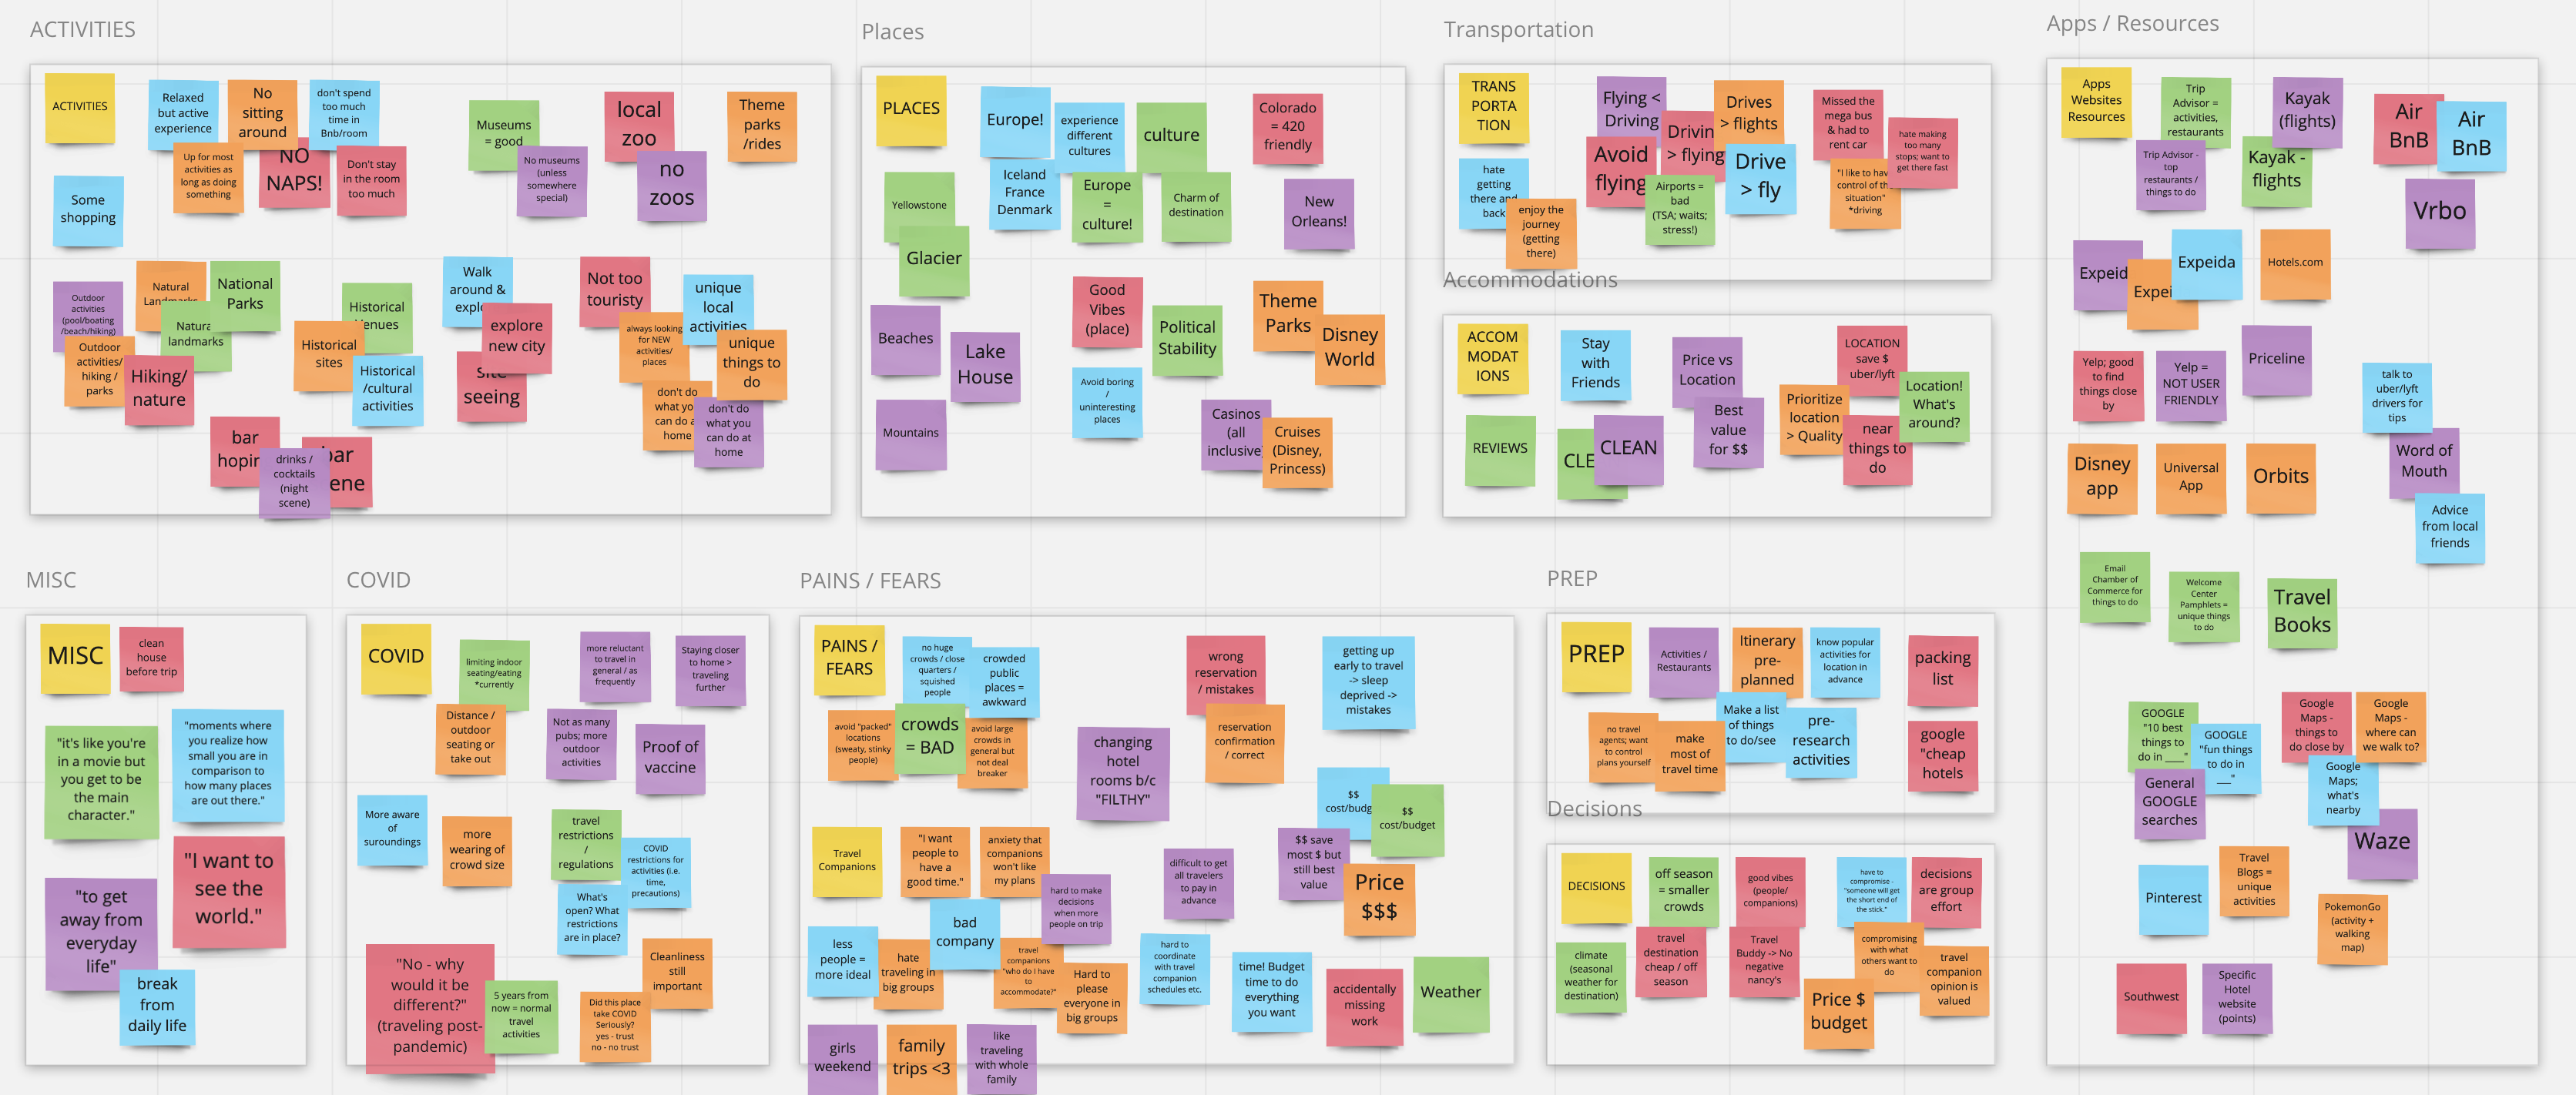 ACTIVITIES
ACTIVITIES
Relaxed
but active
experience
No
sitting
around
don't spend
too much
time in
Bnb/room
Up for most
activities as
long as doing
something
NO
NAPS!
Don't stay
in the room
too much
Museums
= good
No museums
(unless
somewhere
special)
local
zoo
no
zoos
Theme
parks
/rides
Some
shopping
Outdoor
activities
(pool/boating
/beach/hiking)
Natural
Landmarks
National
Parks
Natural
landmarks
Outdoor
activities/
hiking /
parks
Hiking/
nature
Historical
venues
Historical
sites
Historical
/cultural
activities
Walk
around &
explore
explore
new city
site
seeing
Not too
touristy
unique
local
activities
always looking
for NEW
activities/
places
unique
things to
do
don't do
what you
can do at
home
don't do
what you
can do at
home
bar
hoping
drinks /
cocktails
(night
scene)
bar
scene
Places
PLACES
Europe!
experience
different
cultures
culture
Colorado
= 420
friendly
Iceland
France
Denmark
Europe
=
culture!
Charm of
destination
New
Orleans!
Yellowstone
Glacier
Beaches
Lake
House
Mountains
Good
Vibes
(place)
Political
Stability
Avoid boring
/
uninteresting
places
Theme
Parks
Disney
World
Casinos
(all
inclusive)
Cruises
(Disney,
Princess)
Transportation
TRANS
PORTA
TION
hate
getting
there and
back
enjoy the
journey
(getting
there)
Flying <
Driving
Driving
> flying
Drives
> flights
Avoid
flying
Airports =
bad
(TSA; waits;
stress!)
Drive
> fly
Missed the
mega bus
& had to
rent car
hate making
too many
stops; want to
get there fast
"I like to have
control of the
situation"
*driving
Accommodations
ACCOM
MODAT
IONS
Stay
with
Friends
Price vs
Location
Best
value
for $$
LOCATION
save $
uber/lyft
Prioritize
location
> Quality
Location!
What's
around?
near
things to
do
REVIEWS
CLE
CLEAN
Apps / Resources
Apps
Websites
Resources
Trip
Advisor =
activities,
restaurants
Trip Advisor -
top
restaurants /
things to do
Kayak
(flights)
Kayak -
flights
Air
BnB
Air
BnB
Vrbo
Expeid
Expei
Expeida
Hotels.com
Yelp; good
to find
things close
by
Yelp =
NOT USER
FRIENDLY
Priceline
talk to
uber/lyft
drivers for
tips
Word of
Mouth
Advice
from local
friends
Disney
app
Universal
App
Orbits
Email
Chamber of
Commerce for
things to do
Welcome
Center
Pamphlets =
unique things
to do
Travel
Books
GOOGLE
"10 best
things to
do in ____"
GOOGLE
"fun things
to do in
___"
General
GOOGLE
searches
Google
Maps -
things to
do close by
Google
Maps -
where can
we walk to?
Google
Maps;
what's
nearby
Waze
Pinterest
Travel
Blogs =
unique
activities
PokemonGo
(activity +
walking
map)
Southwest
Specific
Hotel
website
(points)
MISC
MISC
clean
house
before trip
"it's like you're
in a movie but
you get to be
the main
character."
"moments where
you realize how
small you are in
comparison to
how many places
are out there."
"to get
away from
everyday
life"
"I want to
see the
world."
break
from
daily life
COVID
COVID
limiting indoor
seating/eating
*currently
Distance /
outdoor
seating or
take out
more reluctant
to travel in
general / as
frequently
Staying closer
to home >
traveling
further
Not as many
pubs; more
outdoor
activities
Proof of
vaccine
More aware
of
suroundings
more
wearing of
crowd size
travel
restrictions
/
regulations
COVID
restrictions for
activities (i.e.
time,
precautions)
What's
open? What
restrictions
are in place?
"No - why
would it be
different?"
(traveling post-
pandemic)
5 years from
now = normal
travel
activities
Cleanliness
still
important
Did this place
take COVID
Seriously?
yes - trust
no - no trust
PAINS / FEARS
PAINS /
FEARS
no huge
crowds / close
quarters /
squished
people
crowded
public
places =
awkward
avoid "packed"
locations
(sweaty, stinky
people)
crowds
= BAD
avoid large
crowds in
general but
not deal
breaker
wrong
reservation
/ mistakes
reservation
confirmation
/ correct
getting up
early to travel
-> sleep
deprived ->
mistakes
changing
hotel
rooms b/c
"FILTHY"
$$
cost/budget
$$
cost/budget
$$ save
most $ but
still best
value
Price
$$$
Travel
Companions
"I want
people to
have a
good time."
anxiety that
companions
won't like
my plans
hard to make
decisions
when more
people on trip
difficult to get
all travelers
to pay in
advance
less
people =
more ideal
hate
traveling in
big groups
bad
company
travel
companions
"who do I have
to
accommodate?"
Hard to
please
everyone in
big groups
hard to
coordinate
with travel
companion
schedules etc.
time! Budget
time to do
everything
you want
accidentally
missing
work
Weather
girls
weekend
family
trips <3
like
traveling
with whole
family
PREP
PREP
Activities /
Restaurants
Itinerary
pre-
planned
know popular
activities for
location in
advance
packing
list
no travel
agents; want
to control
plans yourself
make
most of
travel time
Make a list
of things
to do/see
pre-
research
activities
google
"cheap
hotels
Decisions
DECISIONS
off season
= smaller
crowds
good vibes
(people/
companions)
have to
compromise -
"someone will get
the short end of
the stick."
decisions
are group
effort
climate
(seasonal
weather for
destination)
travel
destination
cheap / off
season
Travel
Buddy -> No
negative
nancy's
compromising
with what
others want to
do
travel
companion
opinion is
valued
Price $
budget